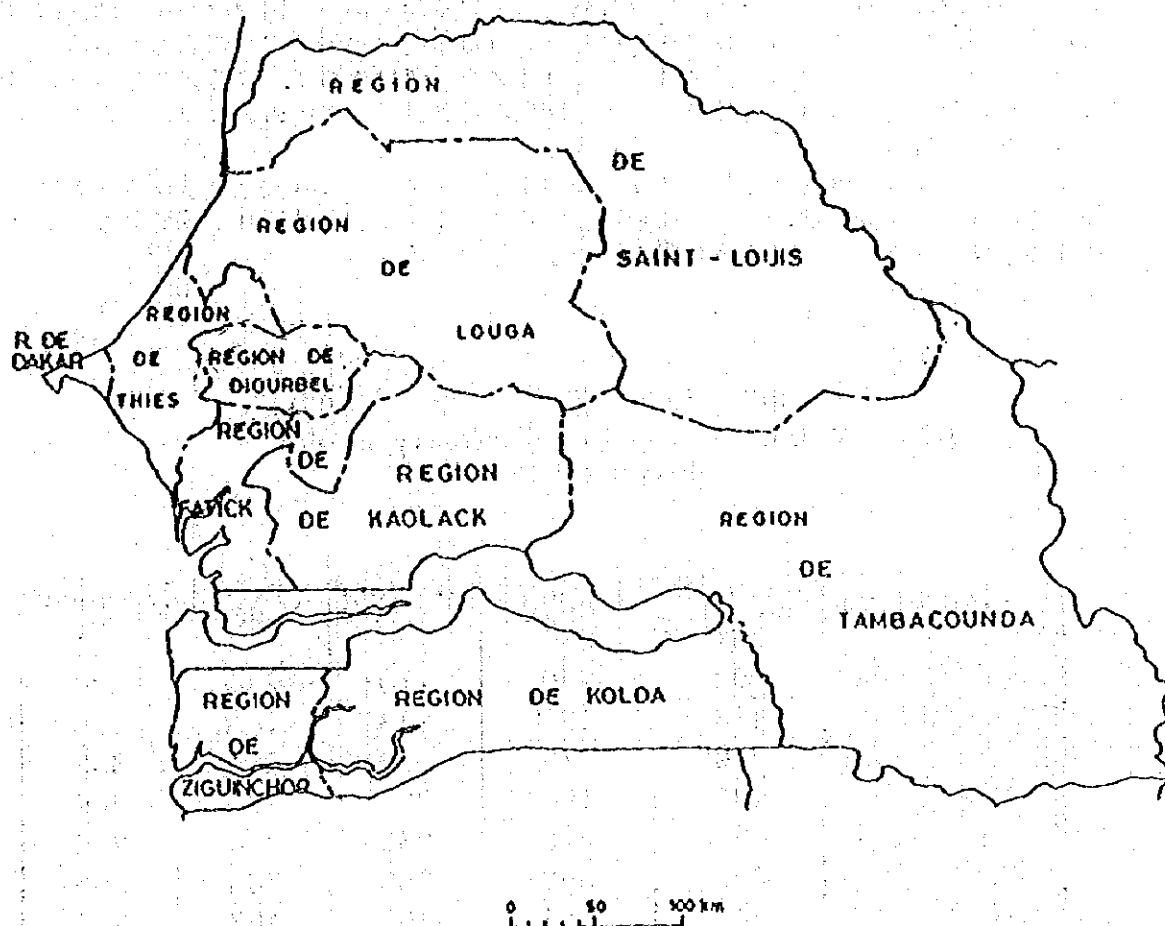 REGION
DE
SAINT - LOUIS
REGION
DE
LOUGA
REGION
DE
THIES
R. DE
DAKAR
REGION DE
DIOURBEL
REGION
DE
FATICK
REGION
DE KAOLACK
REGION
DE
TAMBACOUNDA
REGION
DE
ZIGUINCHOR
REGION DE KOLDA
0 50 100 km